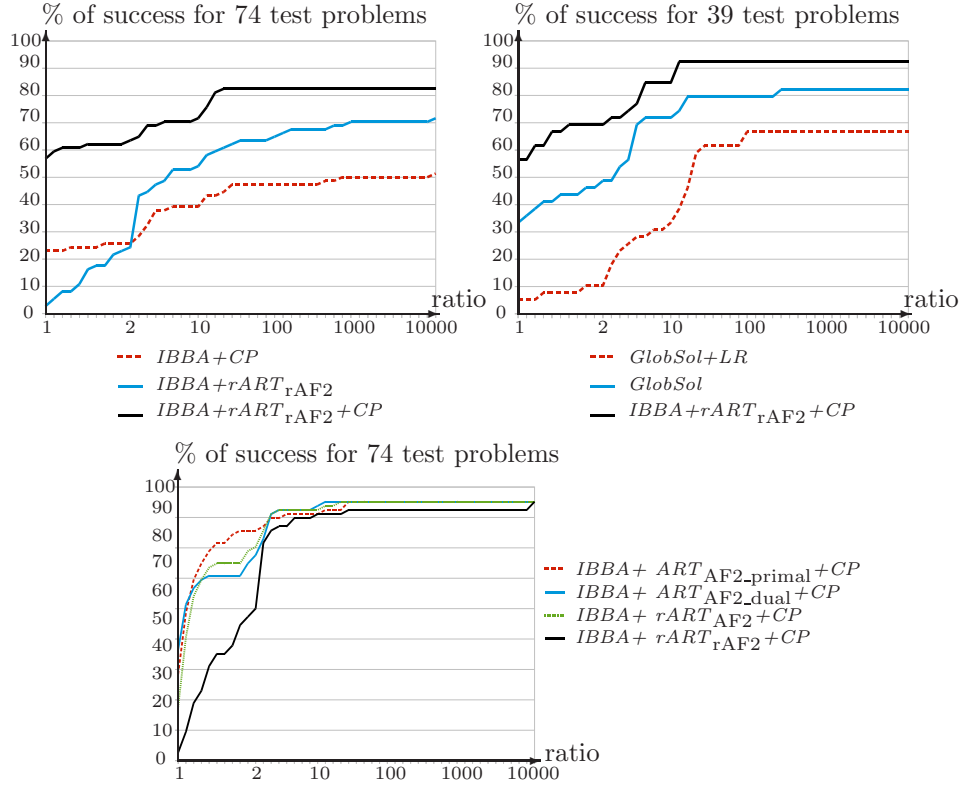 % of success for 74 test problems
100
90
80
70
60
50
40
30
20
10
0
ratio
1 2 10 100 1000 10000
IBBA+CP
IBBA+rART_rAF2
IBBA+rART_rAF2+CP
% of success for 39 test problems
100
90
80
70
60
50
40
30
20
10
0
ratio
1 2 10 100 1000 10000
GlobSol+LR
GlobSol
IBBA+rART_rAF2+CP
% of success for 74 test problems
100
90
80
70
60
50
40
30
20
10
0
ratio
1 2 10 100 1000 10000
IBBA+ ART_AF2_primal+CP
IBBA+ ART_AF2_dual+CP
IBBA+ rART_AF2+CP
IBBA+ rART_rAF2+CP